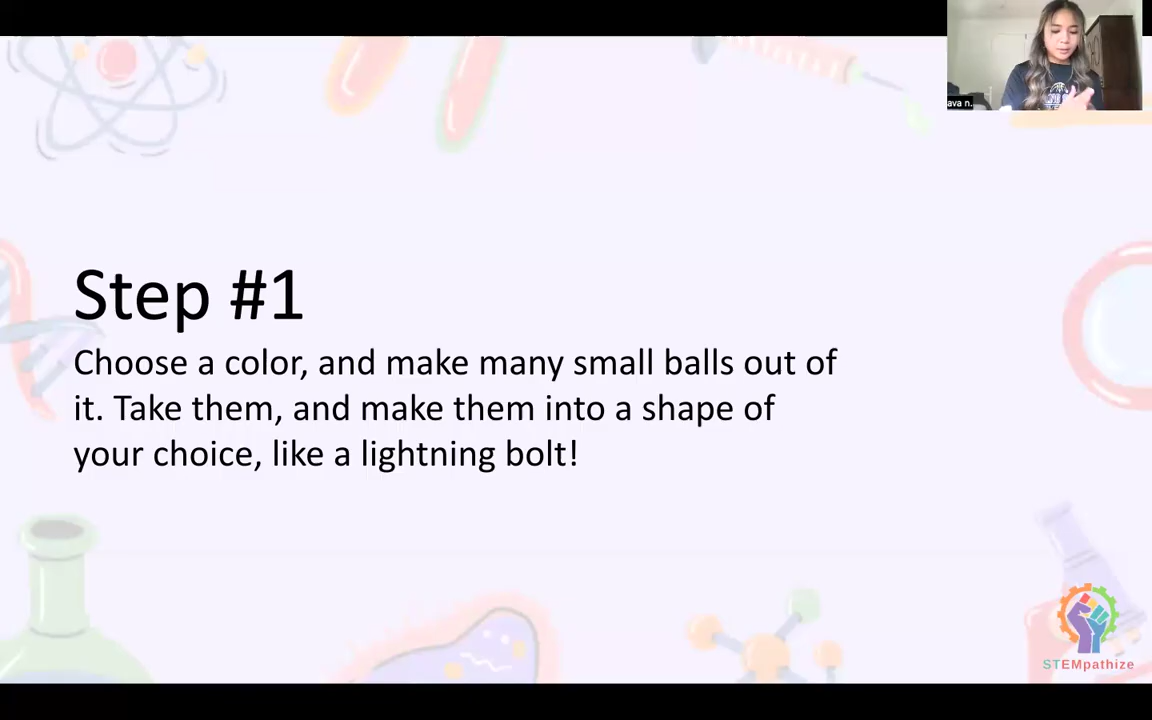 ava n.
Step #1
Choose a color, and make many small balls out of
it. Take them, and make them into a shape of
your choice, like a lightning bolt!
STEMpathize